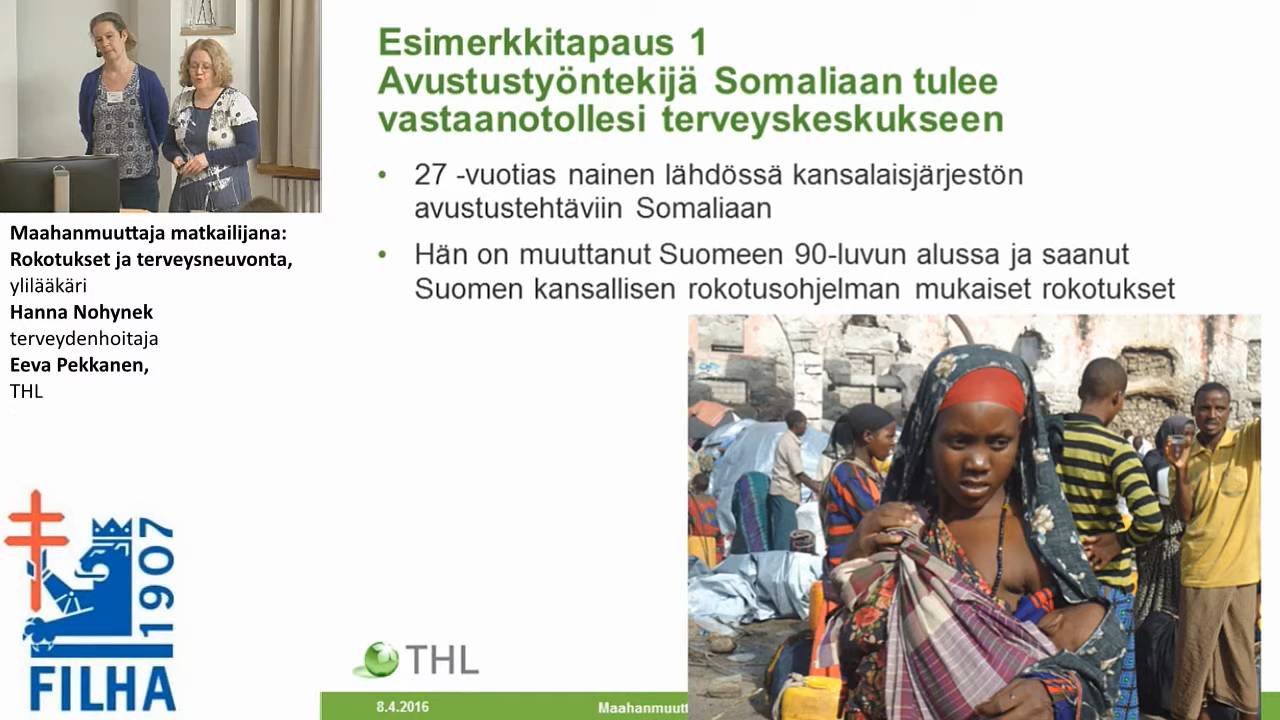 Esimerkkitapaus 1
Avustustyöntekijä Somaliaan tulee
vastaanotollesi terveyskeskukseen
• 27 -vuotias nainen lähdössä kansalaisjärjestön
avustustehtäviin Somaliaan
• Hän on muuttanut Suomeen 90-luvun alussa ja saanut
Suomen kansallisen rokotusohjelman mukaiset rokotukset
Maahanmuuttaja matkailijana:
Rokotukset ja terveysneuvonta,
ylilääkäri
Hanna Nohynek
terveydenhoitaja
Eeva Pekkanen,
THL
1907
FILHA
THL
8.4.2016
Maahanmuutt